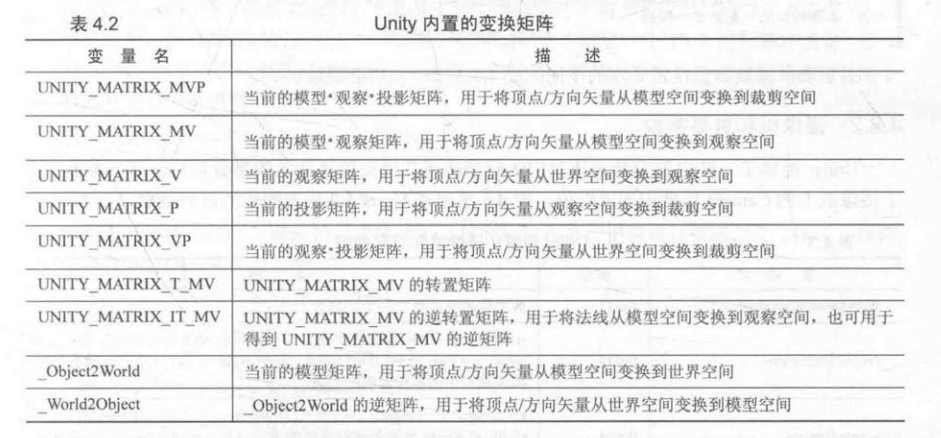 表 4.2 Unity 内置的变换矩阵
变 量 名 描 述
UNITY_MATRIX_MVP 当前的模型·观察·投影矩阵，用于将顶点/方向矢量从模型空间变换到裁剪空间
UNITY_MATRIX_MV 当前的模型·观察矩阵，用于将顶点/方向矢量从模型空间变换到观察空间
UNITY_MATRIX_V 当前的观察矩阵，用于将顶点/方向矢量从世界空间变换到观察空间
UNITY_MATRIX_P 当前的投影矩阵，用于将顶点/方向矢量从观察空间变换到裁剪空间
UNITY_MATRIX_VP 当前的观察·投影矩阵，用于将顶点/方向矢量从世界空间变换到裁剪空间
UNITY_MATRIX_T_MV UNITY_MATRIX_MV 的转置矩阵
UNITY_MATRIX_IT_MV UNITY_MATRIX_MV 的逆转置矩阵，用于将法线从模型空间变换到观察空间，也可用于
得到 UNITY_MATRIX_MV 的逆矩阵
_Object2World 当前的模型矩阵，用于将顶点/方向矢量从模型空间变换到世界空间
_World2Object _Object2World 的逆矩阵，用于将顶点/方向矢量从世界空间变换到模型空间